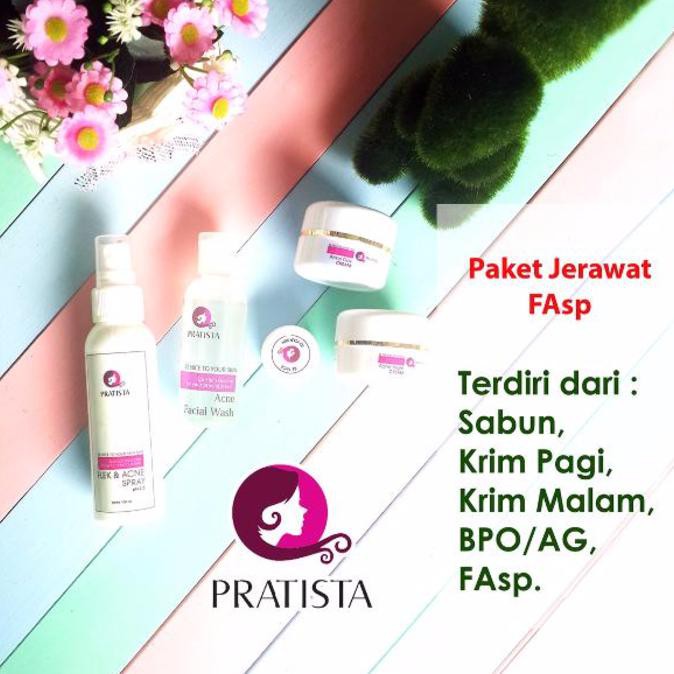 Paket Jerawat
FAsp
Terdiri dari :
Sabun,
Krim Pagi,
Krim Malam,
BPO/AG,
FAsp.
PRATISTA
PRATISTA
Acne
Facial Wash
PRATISTA
FLEK & ACNE
SPRAY